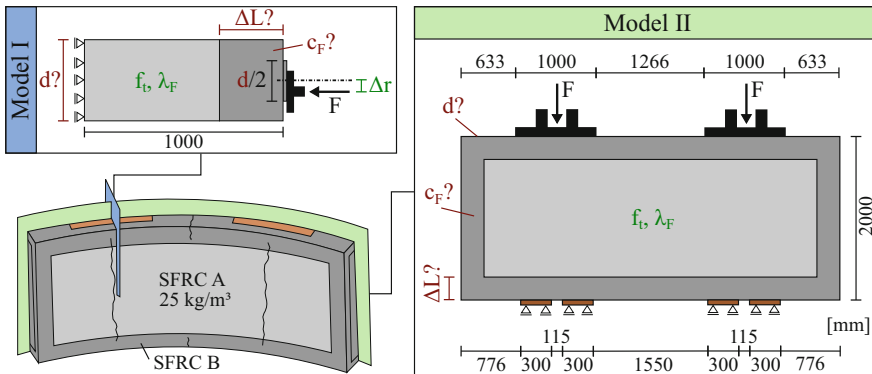 Model I
ΔL?
c_F?
d?
f_t, λ_F
d/2
Δr
F
1000
SFRC A
25 kg/m³
SFRC B
Model II
633 1000 1266 1000 633
F F
d?
c_F?
f_t, λ_F
2000
ΔL?
[mm]
115 115
776 300 300 1550 300 300 776